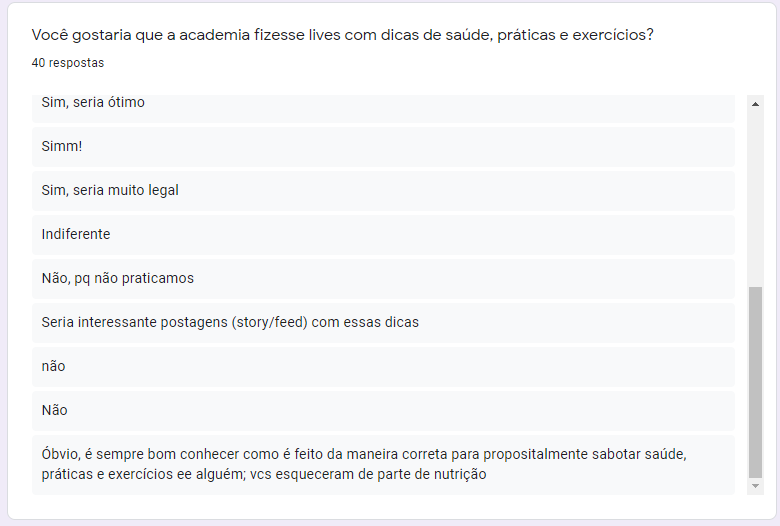 Você gostaria que a academia fizesse lives com dicas de saúde, práticas e exercícios?
40 respostas
Sim, seria ótimo
Simm!
Sim, seria muito legal
Indiferente
Não, pq não praticamos
Seria interessante postagens (story/feed) com essas dicas
não
Não
Óbvio, é sempre bom conhecer como é feito da maneira correta para propositalmente sabotar saúde,
práticas e exercícios ee alguém; vcs esqueceram de parte de nutrição